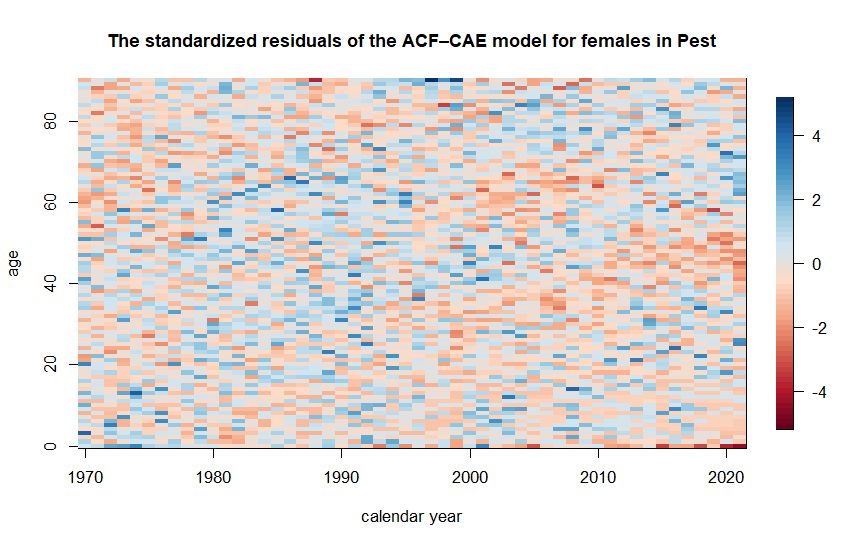 The standardized residuals of the ACF–CAE model for females in Pest
age
80
60
40
20
0
1970 1980 1990 2000 2010 2020
calendar year
4
2
0
-2
-4